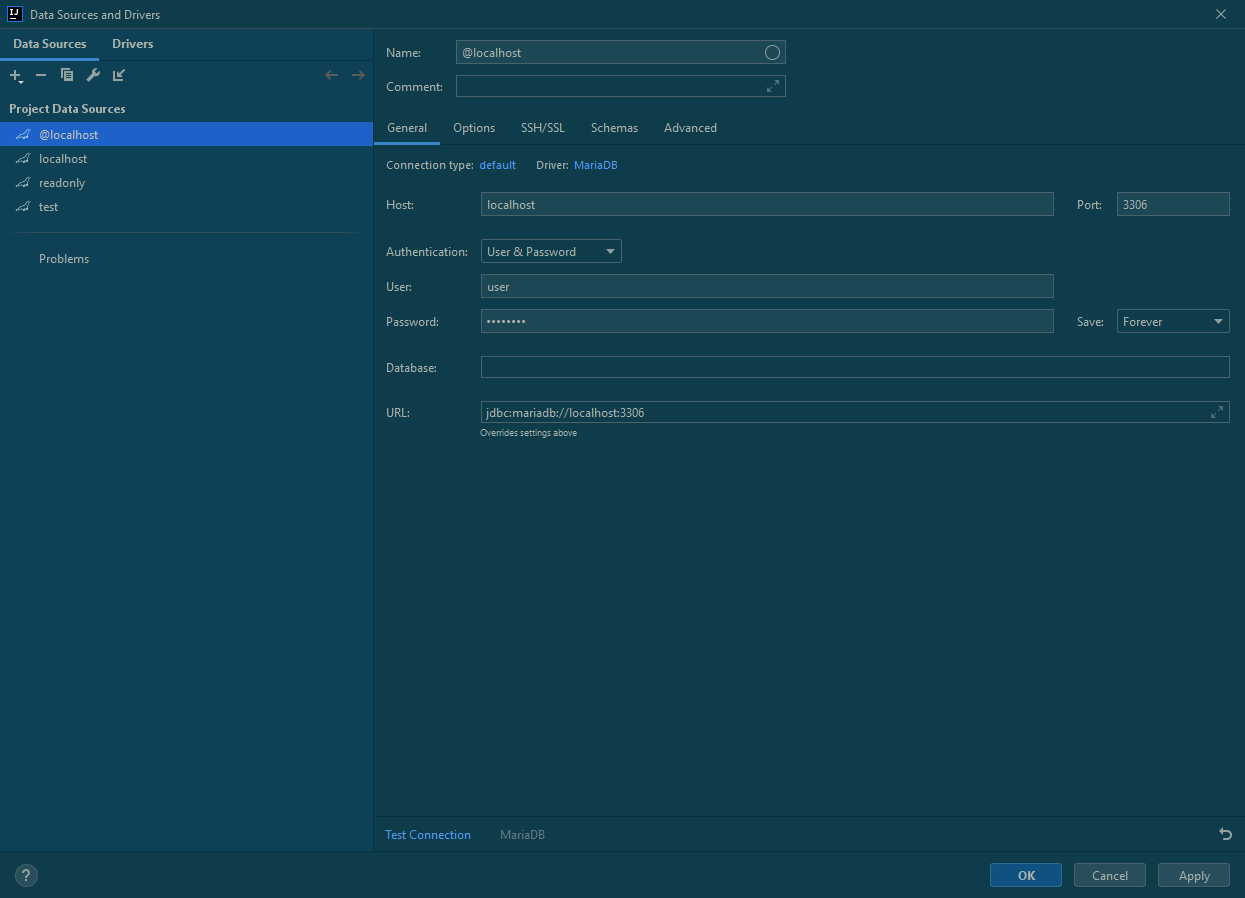 IJ Data Sources and Drivers
Data Sources Drivers
Project Data Sources
@localhost
localhost
readonly
test
Problems
Name: @localhost
Comment:
General Options SSH/SSL Schemas Advanced
Connection type: default Driver: MariaDB
Host: localhost Port: 3306
Authentication: User & Password
User: user
Password: •••••••• Save: Forever
Database:
URL: jdbc:mariadb://localhost:3306
Overrides settings above
Test Connection MariaDB
? OK Cancel Apply